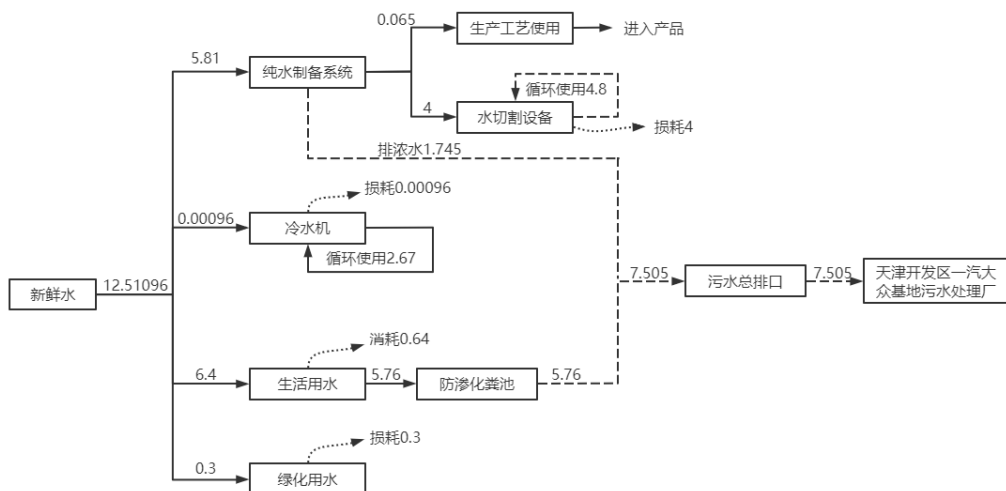 0.065
生产工艺使用
进入产品
5.81
纯水制备系统
循环使用4.8
4
水切割设备
损耗4
排浓水1.745
损耗0.00096
0.00096
冷水机
循环使用2.67
新鲜水
12.51096
7.505
污水总排口
7.505
天津开发区一汽大
众基地污水处理厂
消耗0.64
6.4
生活用水
5.76
防渗化粪池
5.76
损耗0.3
0.3
绿化用水